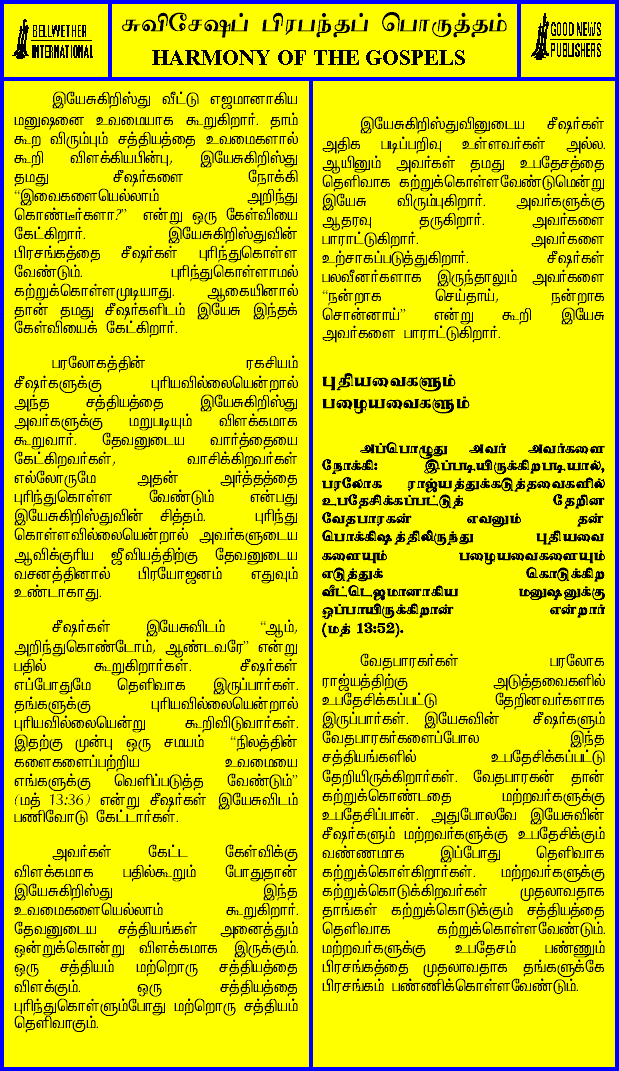 BELLWETHER
INTERNATIONAL
சுவிசேஷப் பிரபந்தப் பொருத்தம்
HARMONY OF THE GOSPELS
GOOD NEWS
PUBLISHERS
இயேசுகிறிஸ்து வீட்டு எஜமானாகிய
மனுஷனை உவமையாக கூறுகிறார். தாம்
கூற விரும்பும் சத்தியத்தை உவமைகளால்
கூறி விளக்கியபின்பு, இயேசுகிறிஸ்து
தமது சீஷர்களை நோக்கி
“இவைகளையெல்லாம் அறிந்து
கொண்டீர்களா?” என்று ஒரு கேள்வியை
கேட்கிறார். இயேசுகிறிஸ்துவின்
பிரசங்கத்தை சீஷர்கள் புரிந்துகொள்ள
வேண்டும். புரிந்துகொள்ளாமல்
கற்றுக்கொள்ளமுடியாது. ஆகையினால்
தான் தமது சீஷர்களிடம் இயேசு இந்தக்
கேள்வியைக் கேட்கிறார்.
பரலோகத்தின் ரகசியம்
சீஷர்களுக்கு புரியவில்லையென்றால்
அந்த சத்தியத்தை இயேசுகிறிஸ்து
அவர்களுக்கு மறுபடியும் விளக்கமாக
கூறுவார். தேவனுடைய வார்த்தையை
கேட்கிறவர்கள், வாசிக்கிறவர்கள்
எல்லோருமே அதன் அர்த்தத்தை
புரிந்துகொள்ள வேண்டும் என்பது
இயேசுகிறிஸ்துவின் சித்தம். புரிந்து
கொள்ளவில்லையென்றால் அவர்களுடைய
ஆவிக்குரிய ஜீவியத்திற்கு தேவனுடைய
வசனத்தினால் பிரயோஜனம் எதுவும்
உண்டாகாது.
சீஷர்கள் இயேசுவிடம் “ஆம்,
அறிந்துகொண்டோம், ஆண்டவரே” என்று
பதில் கூறுகிறார்கள். சீஷர்கள்
எப்போதுமே தெளிவாக இருப்பார்கள்.
தங்களுக்கு புரியவில்லையென்றால்
புரியவில்லையென்று கூறிவிடுவார்கள்.
இதற்கு முன்பு ஒரு சமயம் “நிலத்தின்
களைகளைப்பற்றிய உவமையை
எங்களுக்கு வெளிப்படுத்த வேண்டும்”
(மத் 13:36) என்று சீஷர்கள் இயேசுவிடம்
பணிவோடு கேட்டார்கள்.
அவர்கள் கேட்ட கேள்விக்கு
விளக்கமாக பதில்கூறும் போதுதான்
இயேசுகிறிஸ்து இந்த
உவமைகளையெல்லாம் கூறுகிறார்.
தேவனுடைய சத்தியங்கள் அனைத்தும்
ஒன்றுக்கொன்று விளக்கமாக இருக்கும்.
ஒரு சத்தியம் மற்றொரு சத்தியத்தை
விளக்கும். ஒரு சத்தியத்தை
புரிந்துகொள்ளும்போது மற்றொரு சத்தியம்
தெளிவாகும்.
இயேசுகிறிஸ்துவினுடைய சீஷர்கள்
அதிக படிப்பறிவு உள்ளவர்கள் அல்ல.
ஆயினும் அவர்கள் தமது உபதேசத்தை
தெளிவாக கற்றுக்கொள்ளவேண்டுமென்று
இயேசு விரும்புகிறார். அவர்களுக்கு
ஆதரவு தருகிறார். அவர்களை
பாராட்டுகிறார். அவர்களை
உற்சாகப்படுத்துகிறார். சீஷர்கள்
பலவீனர்களாக இருந்தாலும் அவர்களை
“நன்றாக செய்தாய், நன்றாக
சொன்னாய்” என்று கூறி இயேசு
அவர்களை பாராட்டுகிறார்.
புதியவைகளும்
பழையவைகளும்
அப்பொழுது அவர் அவர்களை
நோக்கி: இப்படியிருக்கிறபடியால்,
பரலோக ராஜ்யத்துக்கடுத்தவைகளில்
உபதேசிக்கப்பட்டுத் தேறின
வேதபாரகன் எவனும் தன்
பொக்கிஷத்திலிருந்து புதியவை
களையும் பழையவைகளையும்
எடுத்துக் கொடுக்கிற
வீட்டெஜமானாகிய மனுஷனுக்கு
ஒப்பாயிருக்கிறான் என்றார்
(மத் 13:52).
வேதபாரகர்கள் பரலோக
ராஜ்யத்திற்கு அடுத்தவைகளில்
உபதேசிக்கப்பட்டு தேறினவர்களாக
இருப்பார்கள். இயேசுவின் சீஷர்களும்
வேதபாரகர்களைப்போல இந்த
சத்தியங்களில் உபதேசிக்கப்பட்டு
தேறியிருக்கிறார்கள். வேதபாரகன் தான்
கற்றுக்கொண்டதை மற்றவர்களுக்கு
உபதேசிப்பான். அதுபோலவே இயேசுவின்
சீஷர்களும் மற்றவர்களுக்கு உபதேசிக்கும்
வண்ணமாக இப்போது தெளிவாக
கற்றுக்கொள்கிறார்கள். மற்றவர்களுக்கு
கற்றுக்கொடுக்கிறவர்கள் முதலாவதாக
தாங்கள் கற்றுக்கொடுக்கும் சத்தியத்தை
தெளிவாக கற்றுக்கொள்ளவேண்டும்.
மற்றவர்களுக்கு உபதேசம் பண்ணும்
பிரசங்கத்தை முதலாவதாக தங்களுக்கே
பிரசங்கம் பண்ணிக்கொள்ளவேண்டும்.